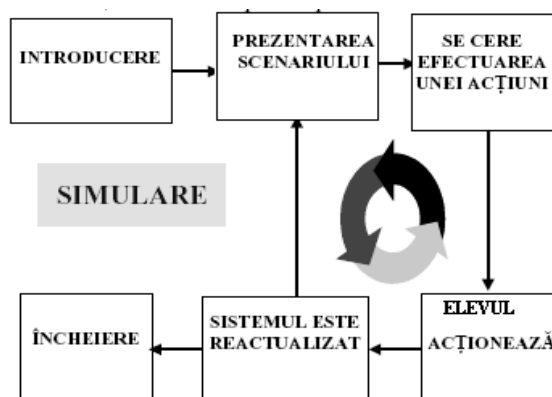 INTRODUCERE
PREZENTAREA
SCENARIULUI
SE CERE
EFECTUAREA
UNEI ACȚIUNI
SIMULARE
ÎNCHEIERE
SISTEMUL ESTE
REACTUALIZAT
ELEVUL
ACȚIONEAZĂ